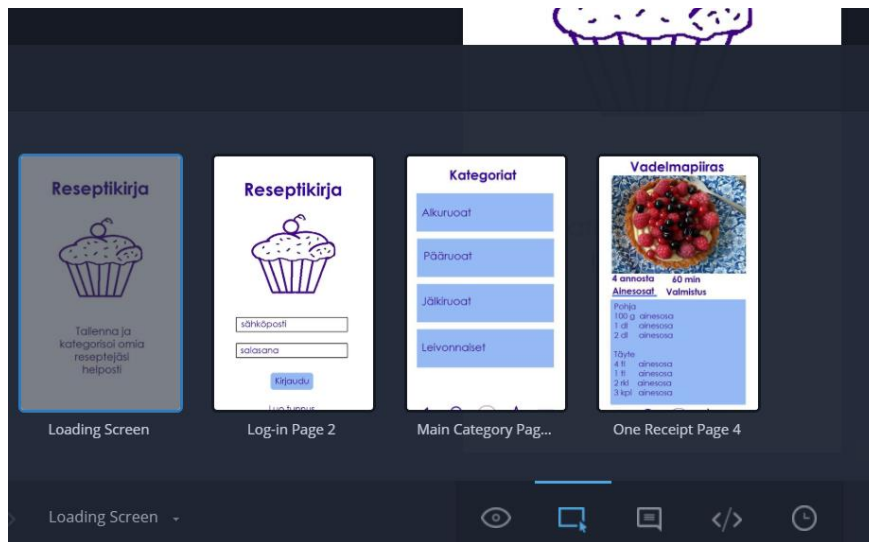 Reseptikirja
Tallenna ja
kategorisoi omia
reseptejäsi
helposti
Loading Screen
Reseptikirja
sähköposti
salasana
Kirjaudu
Luo tunnus
Log-in Page 2
Kategoriat
Alkuruoat
Pääruoat
Jälkiruoat
Leivonnaiset
Main Category Pag...
Vadelmapiiras
4 annosta 60 min
Ainesosat Valmistus
Pohja
100 g ainesosa
1 dl ainesosa
2 dl ainesosa
Täyte
4 tl ainesosa
1 tl ainesosa
2 rkl ainesosa
3 kpl ainesosa
One Receipt Page 4
Loading Screen